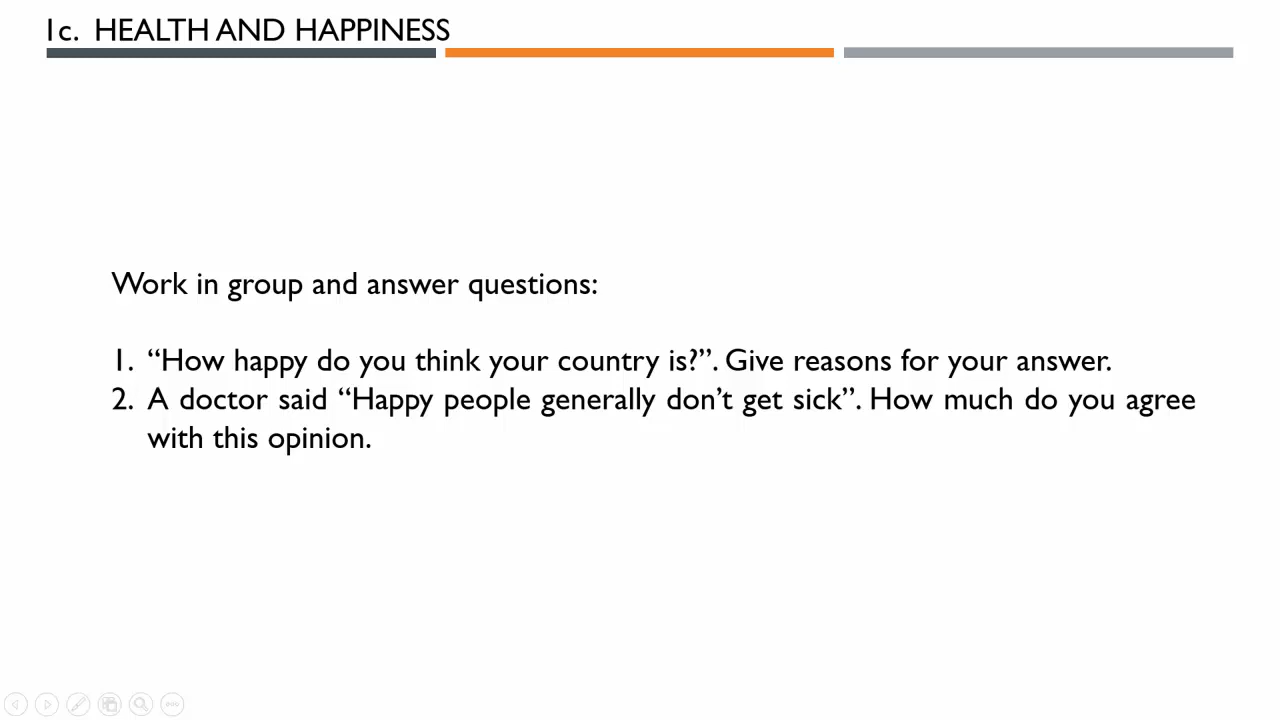 1c. HEALTH AND HAPPINESS
Work in group and answer questions:
1. “How happy do you think your country is?”. Give reasons for your answer.
2. A doctor said “Happy people generally don’t get sick”. How much do you agree
with this opinion.